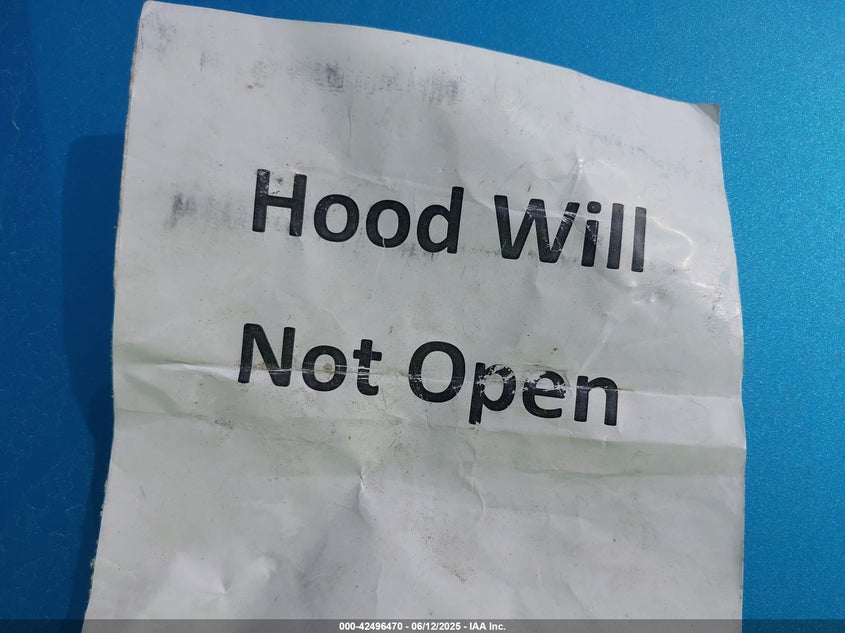 Hood Will
Not Open
000-42496470 - 06/12/2025 - IAA Inc.